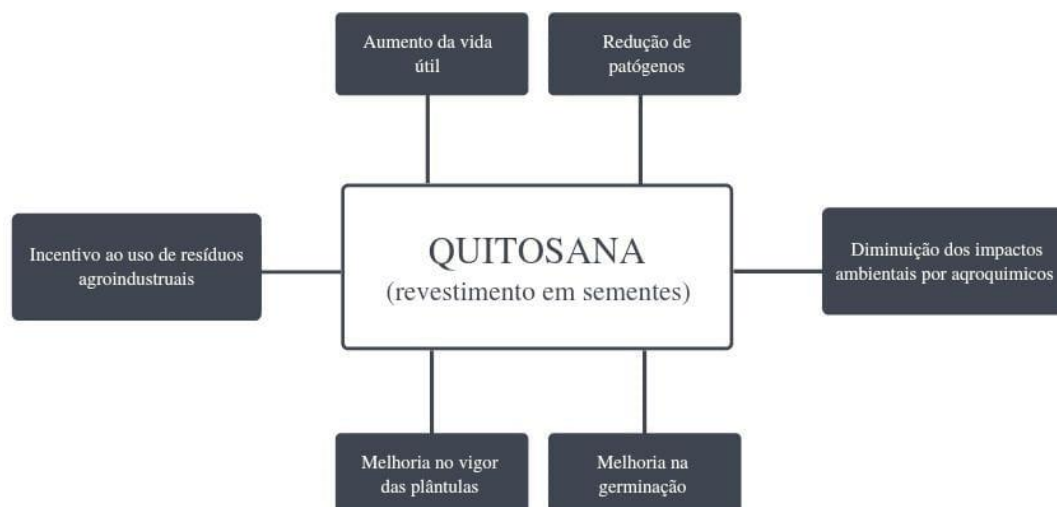 Aumento da vida
útil
Redução de
patógenos
Incentivo ao uso de resíduos
agroindustruais
QUITOSANA
(revestimento em sementes)
Diminuição dos impactos
ambientais por aqroquimicos
Melhoria no vigor
das plântulas
Melhoria na
germinação